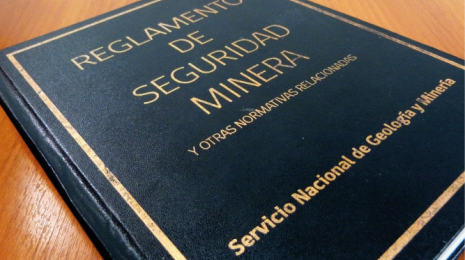 REGLAMENTO
DE
SEGURIDAD
MINERA
Y OTRAS NORMATIVAS RELACIONADAS
Servicio Nacional de Geología y Minería